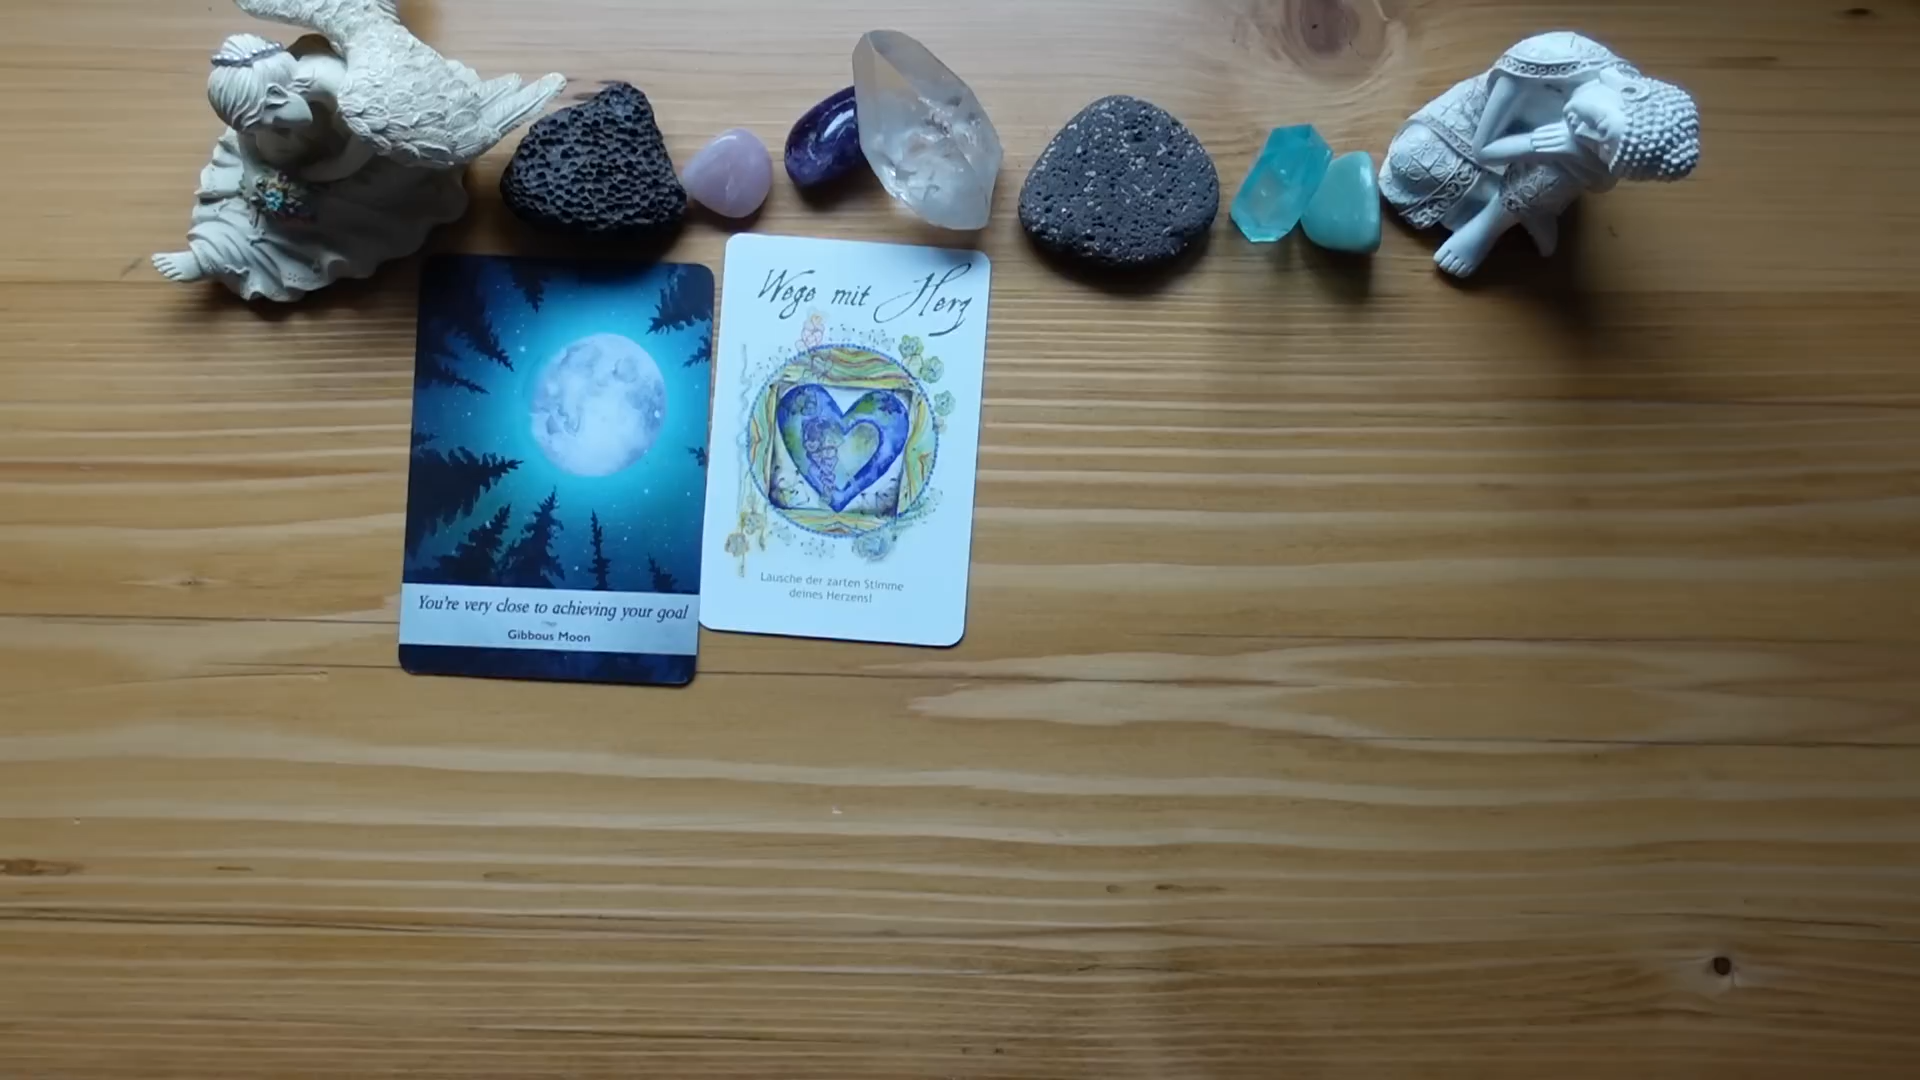 You're very close to achieving your goal
Gibbous Moon
Wege mit Herz
Lausche der zarten Stimme
deines Herzens!